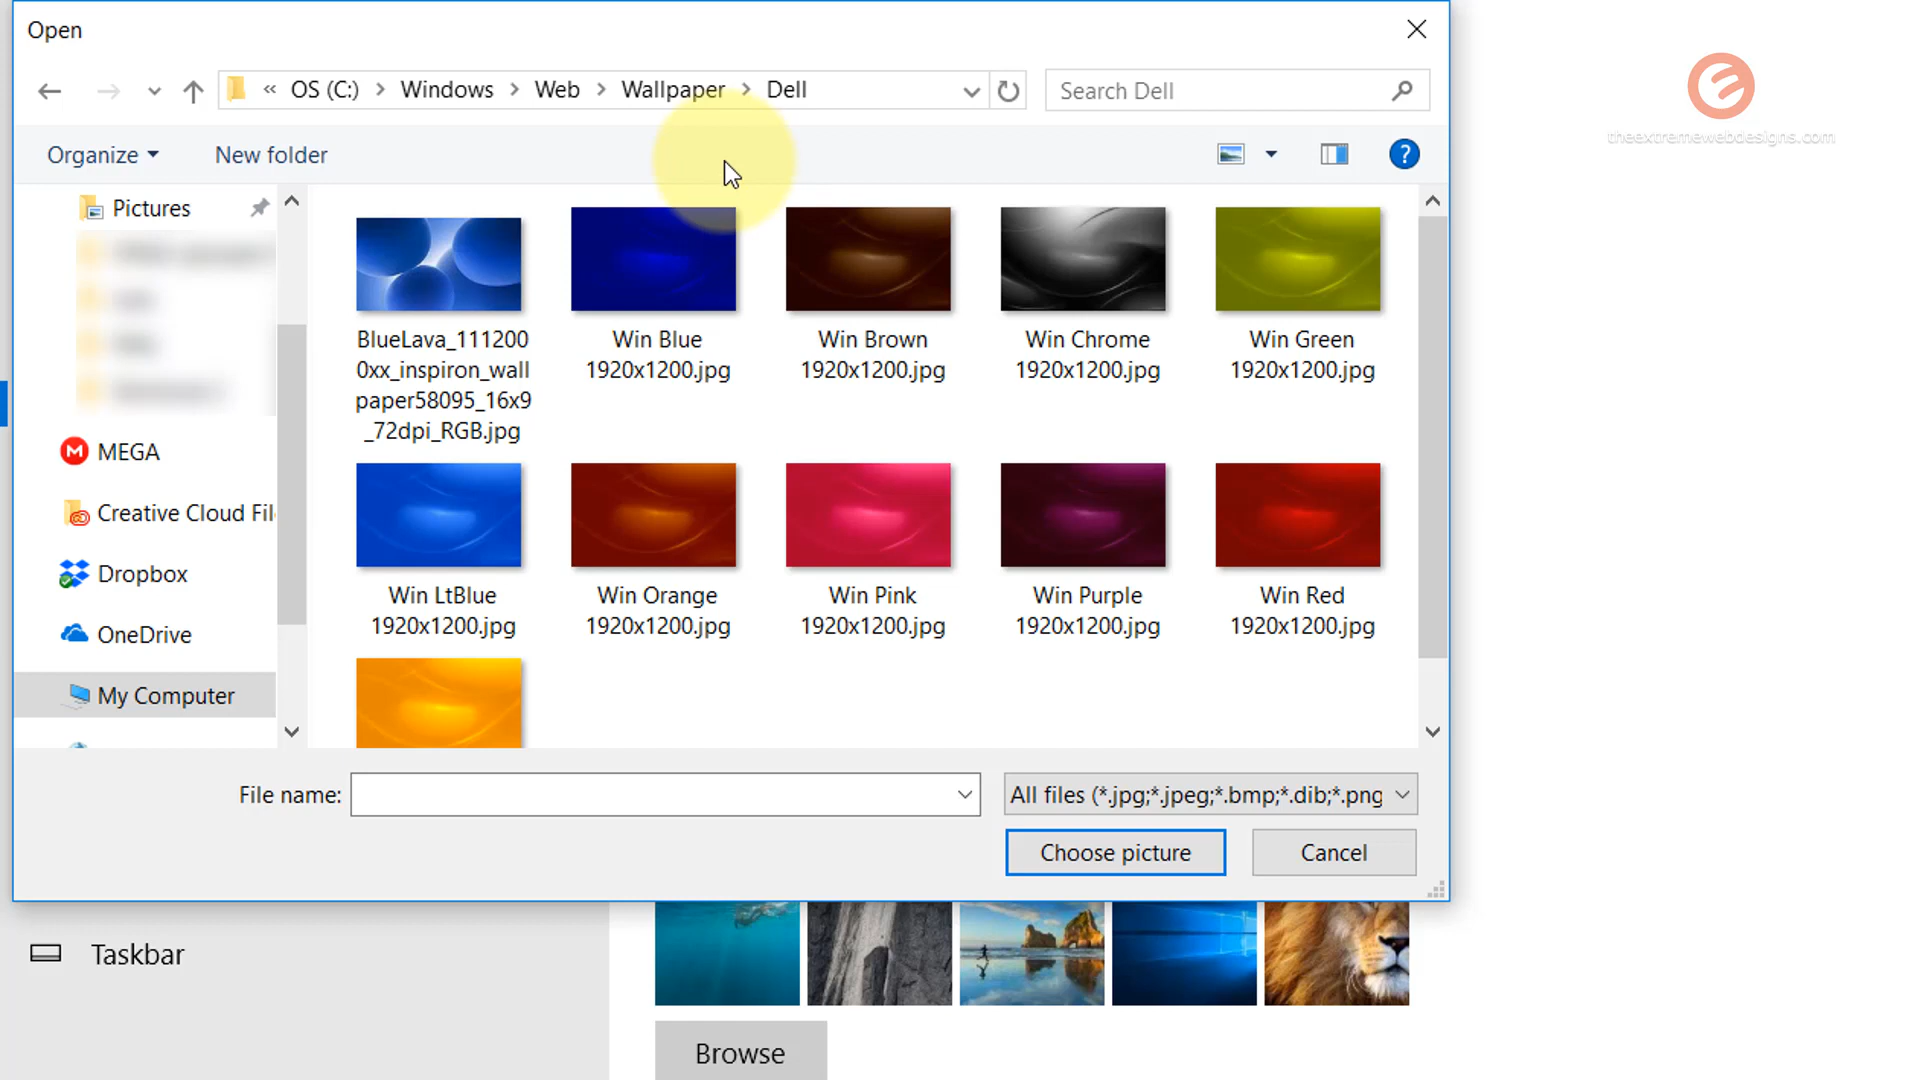 Open
« OS (C:) > Windows > Web > Wallpaper > Dell
Search Dell
Organize
New folder
?
Pictures
MEGA
Creative Cloud Fil
Dropbox
OneDrive
My Computer
BlueLava_111200
0xx_inspiron_wall
paper58095_16x9
_72dpi_RGB.jpg
Win Blue
1920x1200.jpg
Win Brown
1920x1200.jpg
Win Chrome
1920x1200.jpg
Win Green
1920x1200.jpg
Win LtBlue
1920x1200.jpg
Win Orange
1920x1200.jpg
Win Pink
1920x1200.jpg
Win Purple
1920x1200.jpg
Win Red
1920x1200.jpg
File name:
All files (*.jpg;*.jpeg;*.bmp;*.dib;*.png
Choose picture
Cancel
Taskbar
Browse
theextremewebdesigns.com